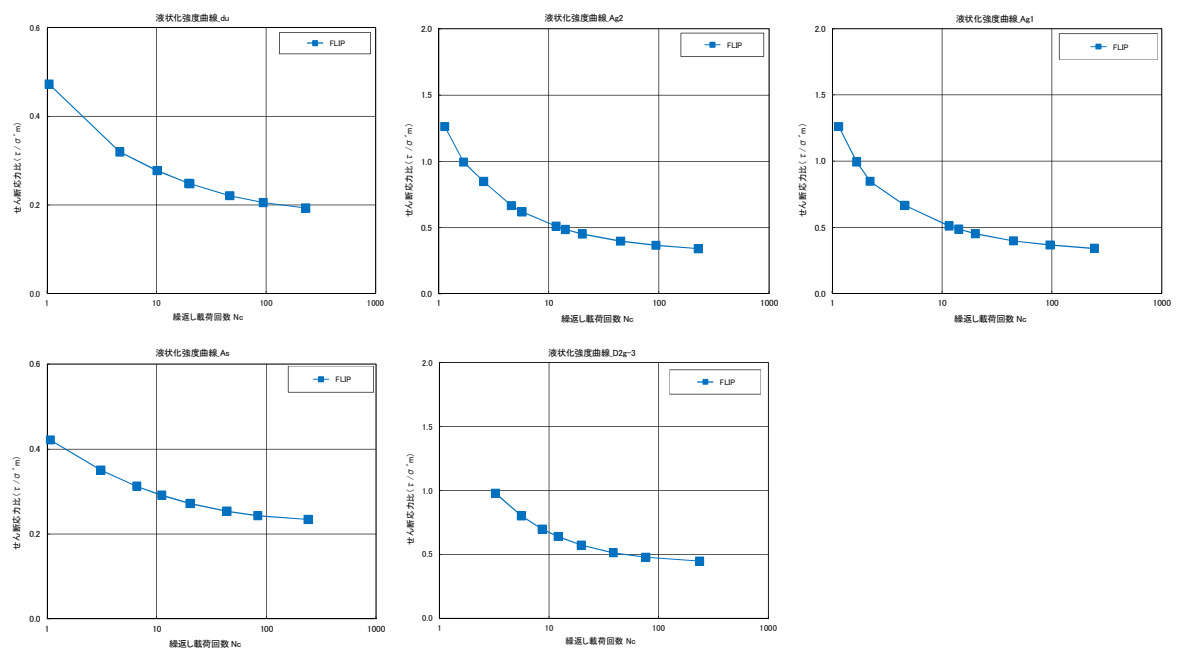 液状化強度曲線_du
FLIP
0.6
0.4
0.2
0.0
せん断応力比(τ/σ'm)
1
10
100
1000
繰返し載荷回数 Nc
液状化強度曲線_Ag2
FLIP
2.0
1.5
1.0
0.5
0.0
せん断応力比(τ/σ'm)
1
10
100
1000
繰返し載荷回数 Nc
液状化強度曲線_Ag1
FLIP
2.0
1.5
1.0
0.5
0.0
せん断応力比(τ/σ'm)
1
10
100
1000
繰返し載荷回数 Nc
液状化強度曲線_As
FLIP
0.6
0.4
0.2
0.0
せん断応力比(τ/σ'm)
1
10
100
1000
繰返し載荷回数 Nc
液状化強度曲線_D2g-3
FLIP
2.0
1.5
1.0
0.5
0.0
せん断応力比(τ/σ'm)
1
10
100
1000
繰返し載荷回数 Nc